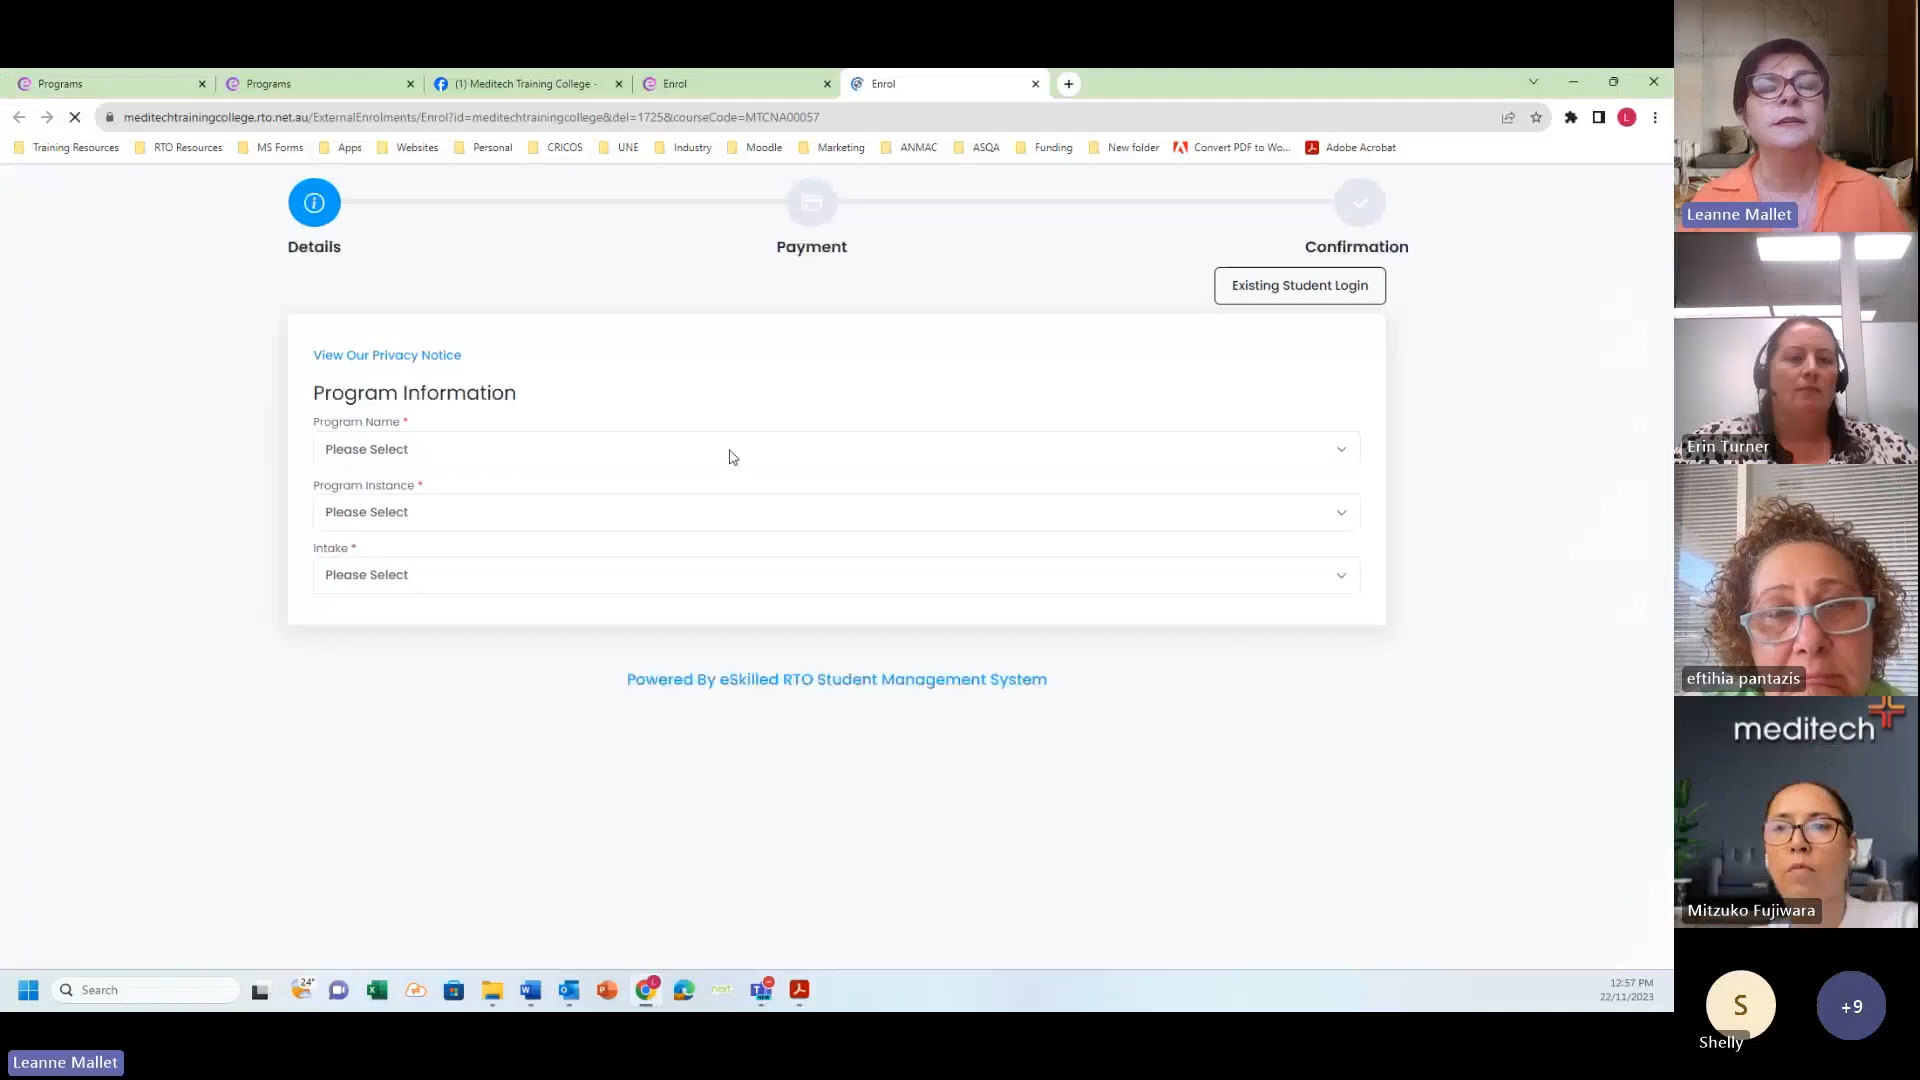 Programs
Programs
(1) Meditech Training College -
Enrol
Enrol
meditechtrainingcollege.rto.net.au/ExternalEnrolments/Enrol?id=meditechtrainingcollege&del=1725&courseCode=MTCNA00057
L
Training Resources
RTO Resources
MS Forms
Apps
Websites
Personal
CRICOS
UNE
Industry
Moodle
Marketing
ANMAC
ASQA
Funding
New folder
Convert PDF to Wo...
Adobe Acrobat
Details
Payment
Confirmation
Existing Student Login
View Our Privacy Notice
Program Information
Program Name *
Please Select
Program Instance *
Please Select
Intake *
Please Select
Powered By eSkilled RTO Student Management System
Search
24°
next
NEW
12:57 PM
22/11/2023
Leanne Mallet
Leanne Mallet
Erin Turner
eftihia pantazis
meditech
Mitzuko Fujiwara
S
Shelly
+9